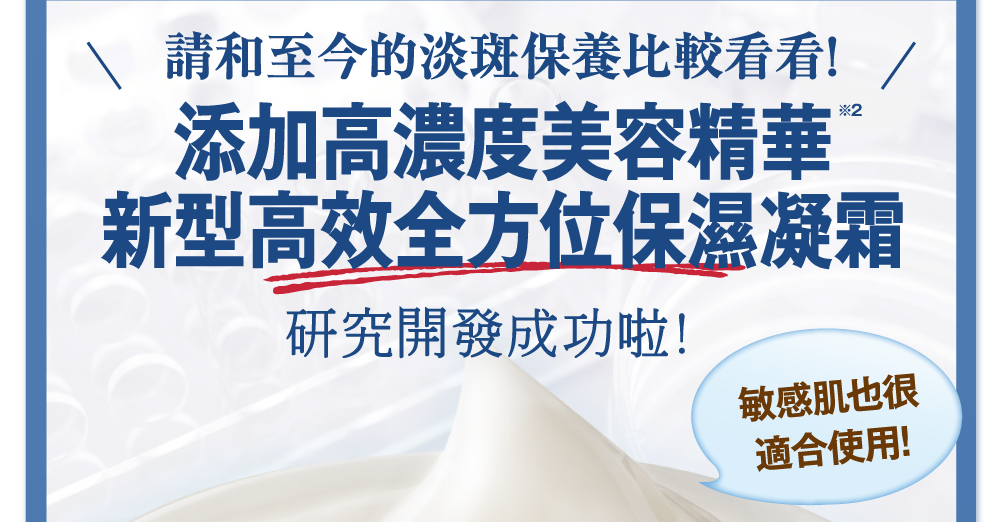 請和至今的淡斑保養比較看看!
添加高濃度美容精華※2
新型高效全方位保濕凝霜
研究開發成功啦!
敏感肌也很
適合使用!